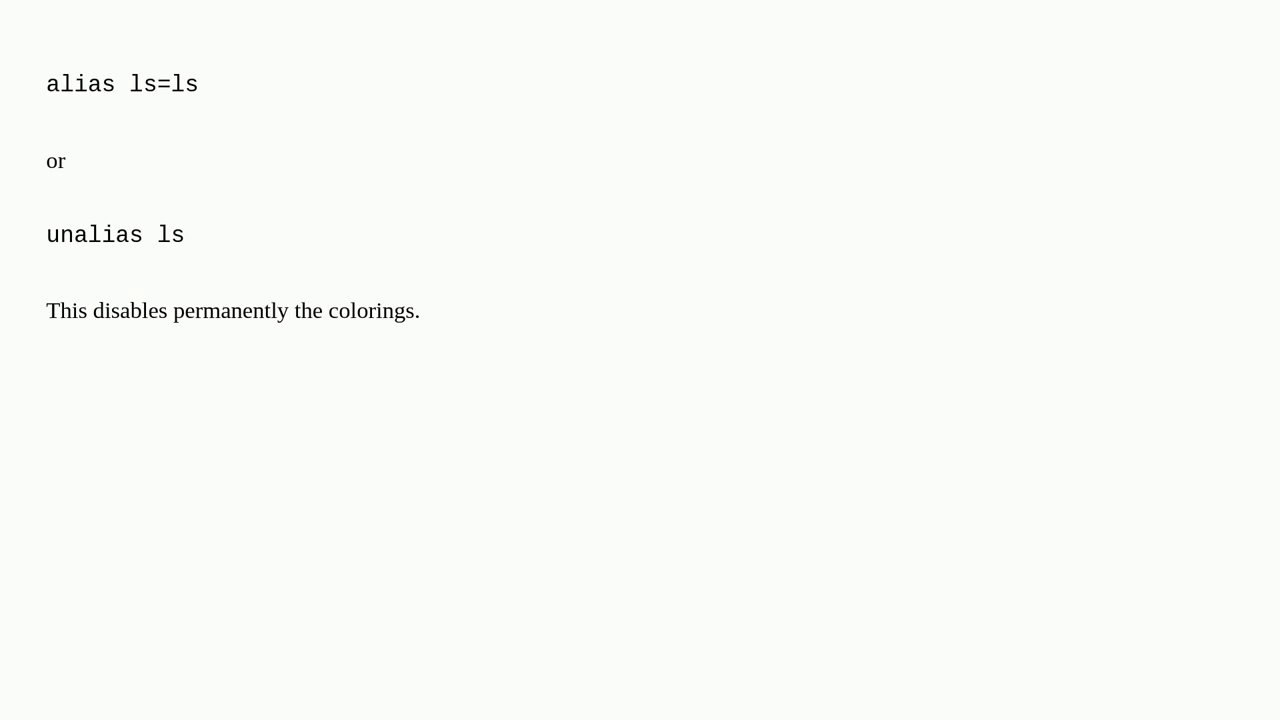 alias ls=ls
or
unalias ls
This disables permanently the colorings.